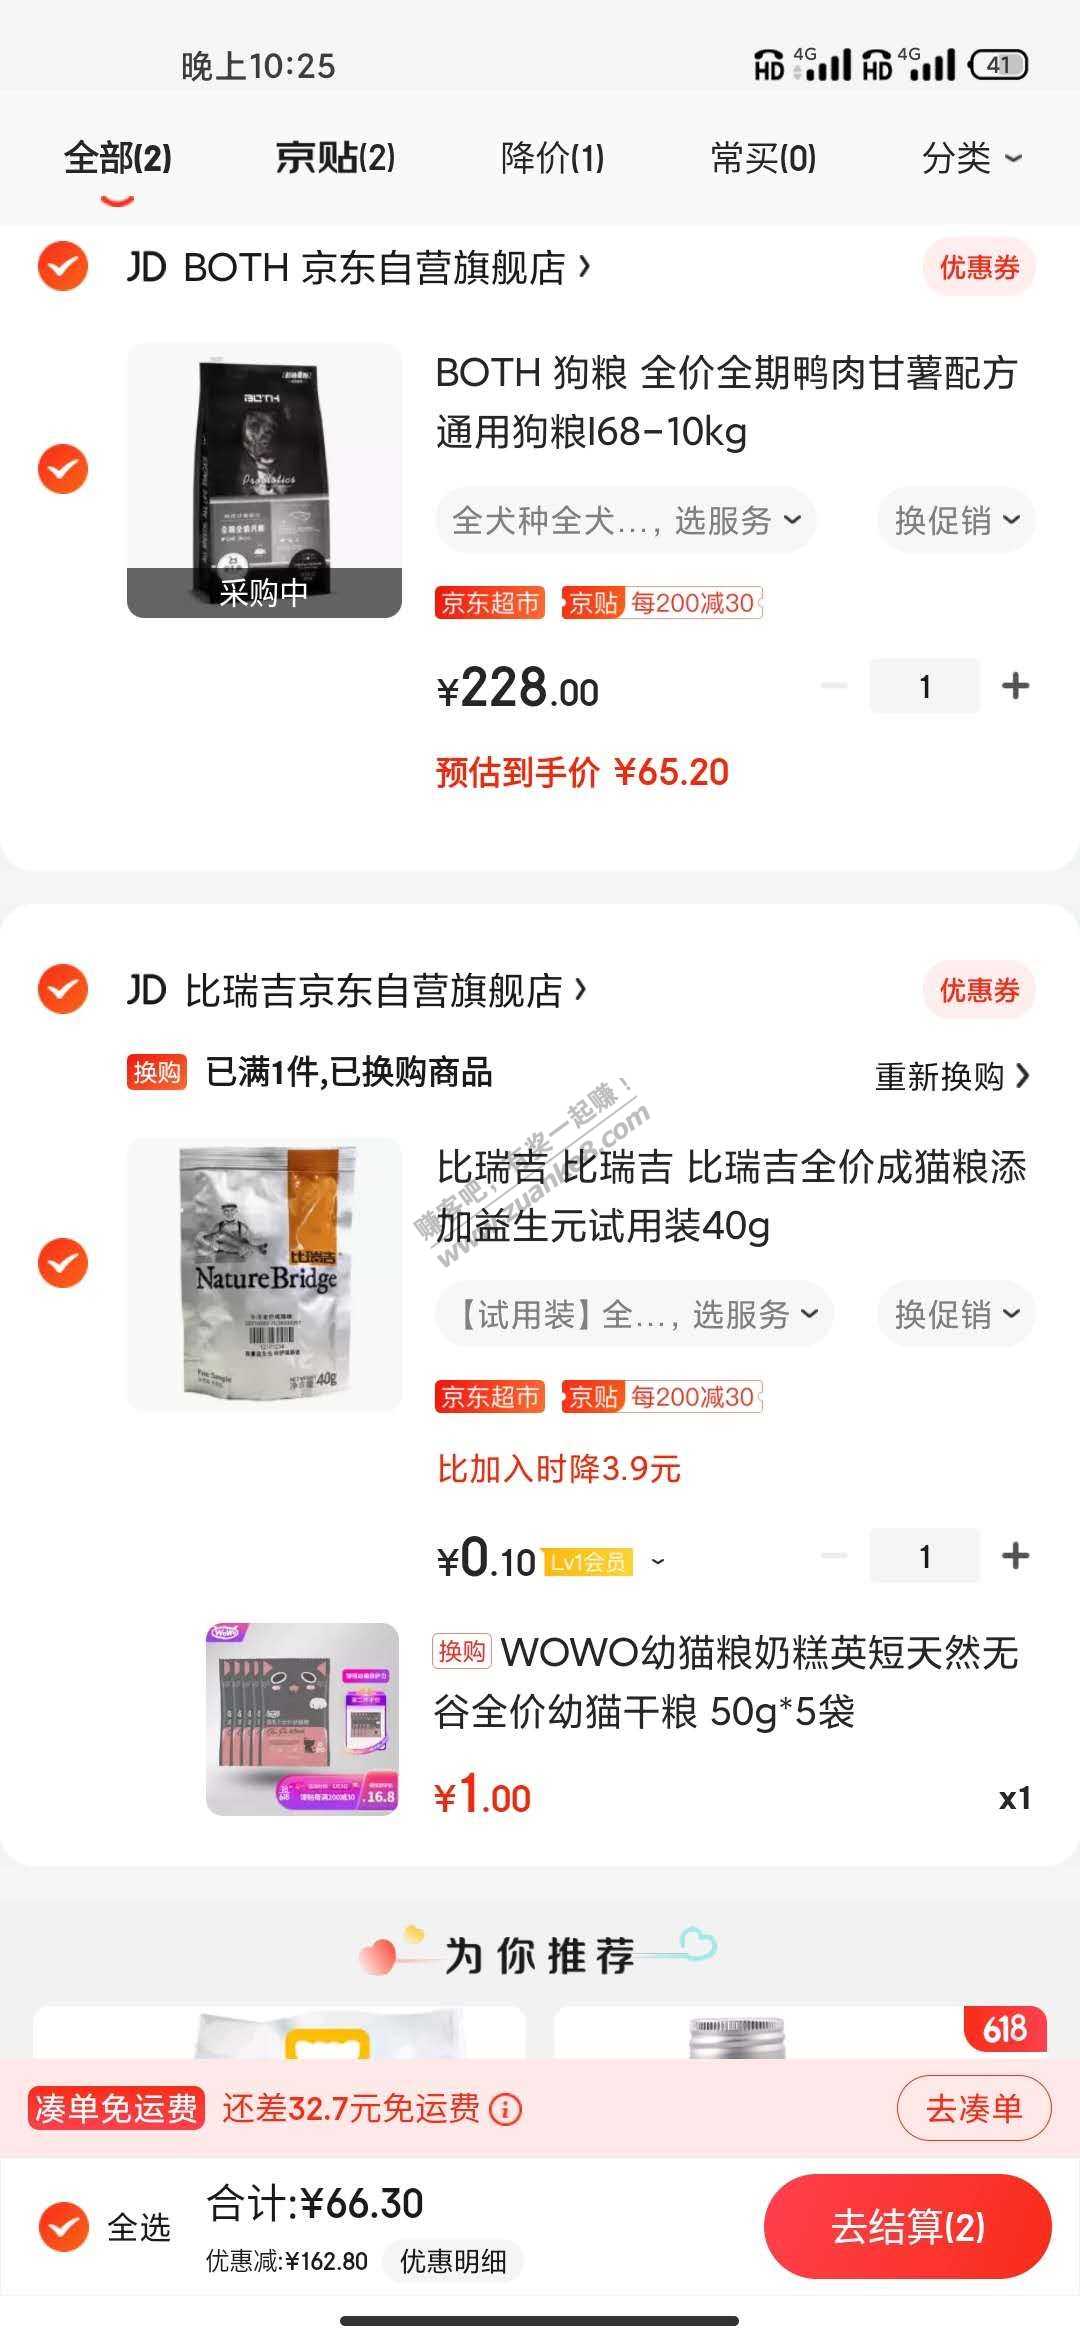 晚上10:25
HD 4G HD 4G 41
全部(2) 京贴(2) 降价(1) 常买(0) 分类
JD BOTH 京东自营旗舰店 优惠券
BOTH
Probiotics
采购中
BOTH 狗粮 全价全期鸭肉甘薯配方
通用狗粮I68-10kg
全犬种全犬...，选服务 换促销
京东超市 京贴 每200减30
¥228.00 1
预估到手价 ¥65.20
JD 比瑞吉京东自营旗舰店 优惠券
换购 已满1件,已换购商品 重新换购
比瑞吉
Nature Bridge
40g
比瑞吉 比瑞吉 比瑞吉全价成猫粮添
加益生元试用装40g
赚客吧，有奖一起赚！
www.zuanke8.com
【试用装】全...，选服务 换促销
京东超市 京贴 每200减30
比加入时降3.9元
¥0.10 Lv1会员 1
WOWO
16.8
换购 WOWO幼猫粮奶糕英短天然无
谷全价幼猫干粮 50g*5袋
¥1.00 x1
为你推荐
618
凑单免运费 还差32.7元免运费 去凑单
全选 合计:¥66.30
优惠减:¥162.80 优惠明细
去结算(2)